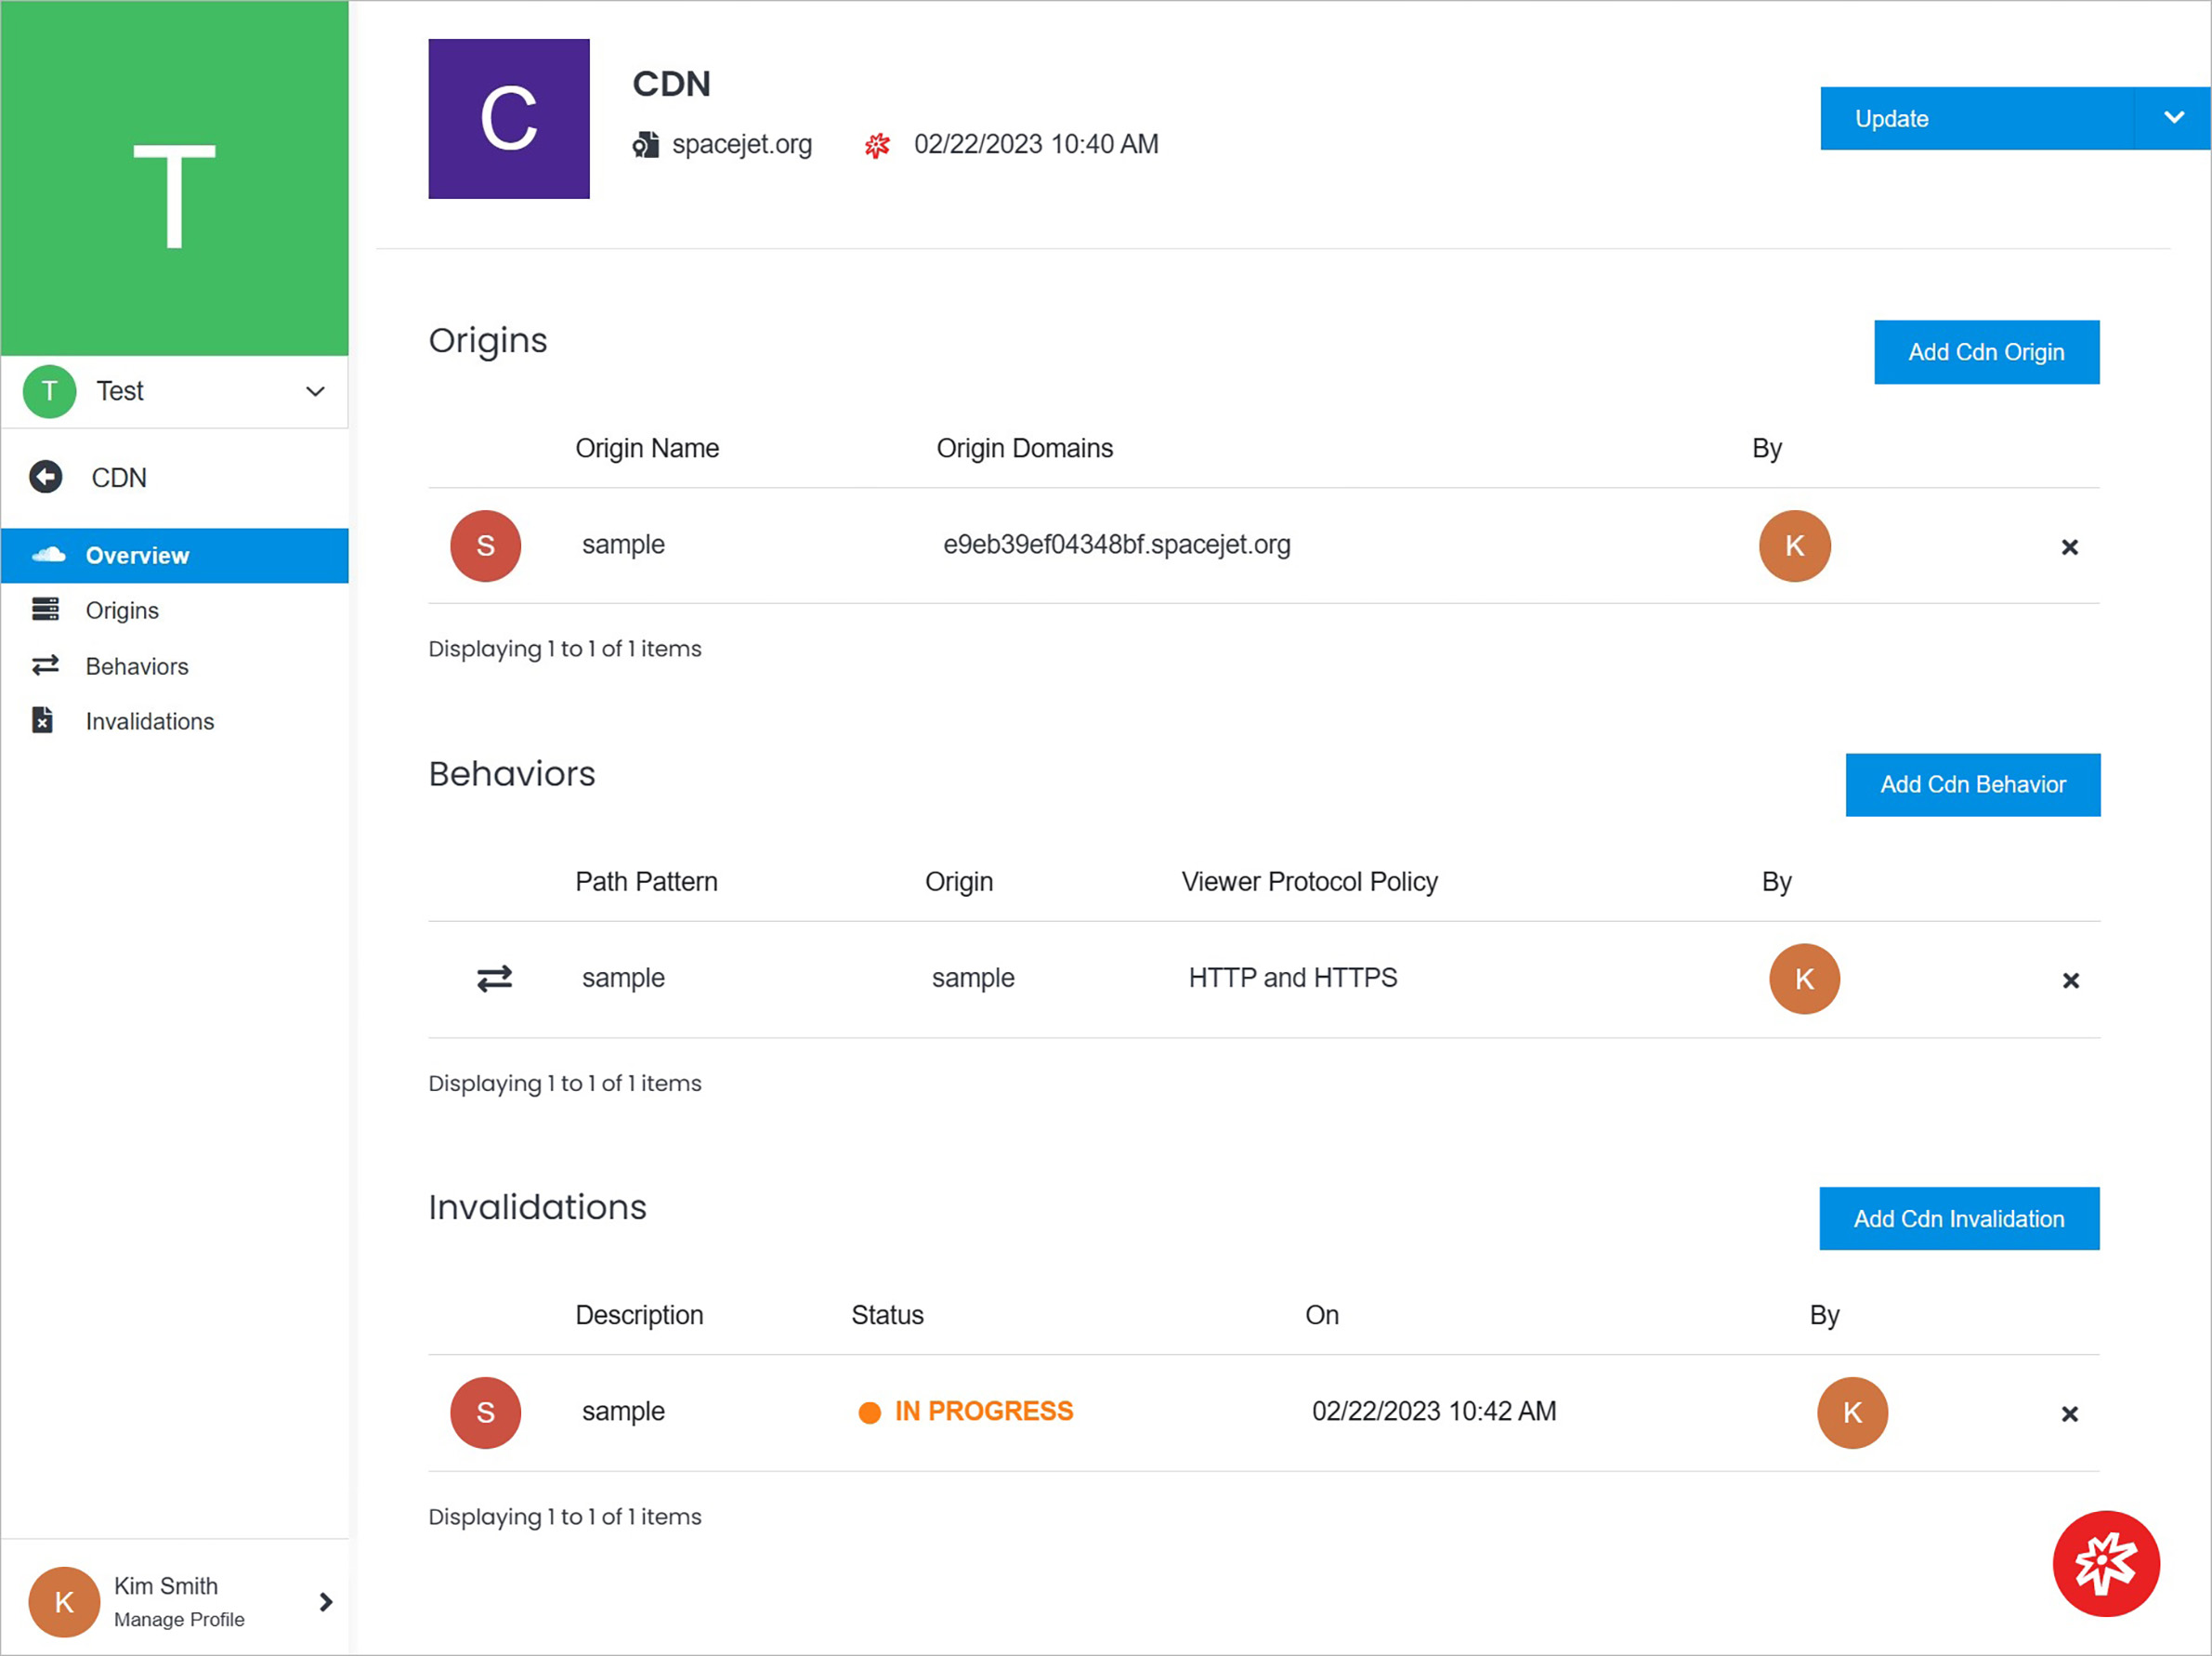 T
T Test
CDN
Overview
Origins
Behaviors
Invalidations
K Kim Smith
Manage Profile
C
CDN
spacejet.org 02/22/2023 10:40 AM
Update
Origins
Add Cdn Origin
Origin Name Origin Domains By
S sample e9eb39ef04348bf.spacejet.org K
Displaying 1 to 1 of 1 items
Behaviors
Add Cdn Behavior
Path Pattern Origin Viewer Protocol Policy By
sample sample HTTP and HTTPS K
Displaying 1 to 1 of 1 items
Invalidations
Add Cdn Invalidation
Description Status On By
S sample IN PROGRESS 02/22/2023 10:42 AM K
Displaying 1 to 1 of 1 items